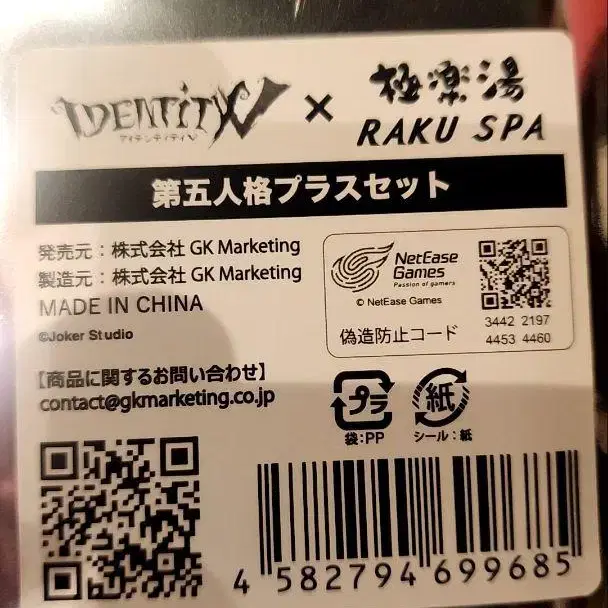 IDENTITY V × 極楽湯
アイデンティティV
RAKU SPA
第五人格プラスセット
発売元：株式会社 GK Marketing
製造元：株式会社 GK Marketing
MADE IN CHINA
©Joker Studio
NetEase
Games
Passion of gamers
© NetEase Games
偽造防止コード
3442 2197
4453 4460
【商品に関するお問い合わせ】
contact@gkmarketing.co.jp
プラ
袋:PP
紙
シール:紙
4 582794 699685